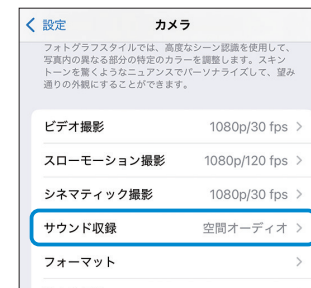 設定
カメラ
フォトグラフスタイルでは、高度なシーン認識を使用して、
写真内の異なる部分の特定のカラーを調整します。スキン
トーンを驚くようなニュアンスでパーソナライズして、望み
通りの外観にすることができます。
ビデオ撮影 1080p/30 fps
スローモーション撮影 1080p/120 fps
シネマティック撮影 1080p/30 fps
サウンド収録 空間オーディオ
フォーマット